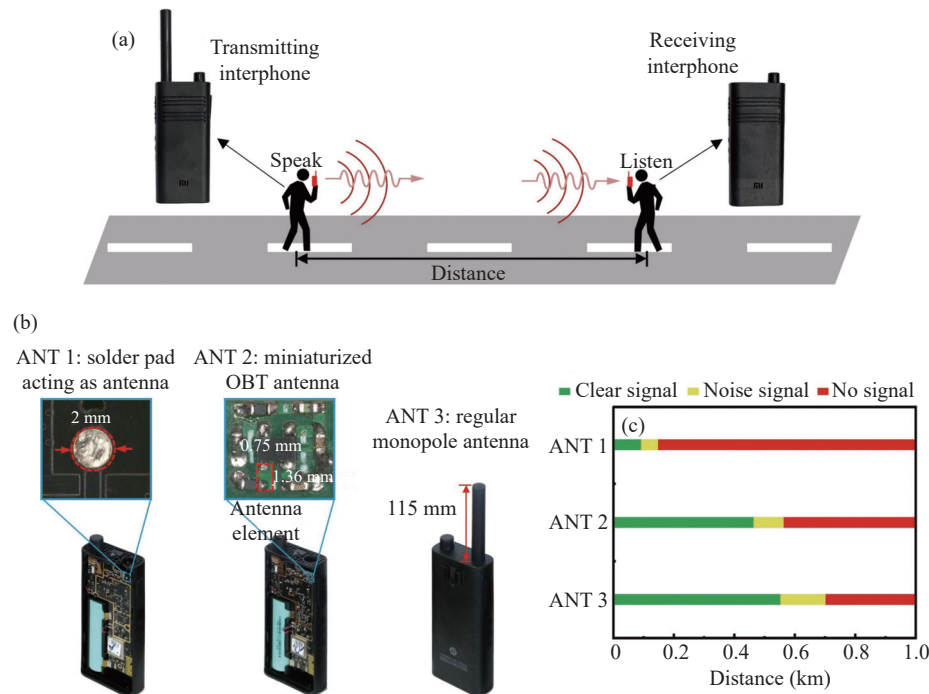 (a)
Transmitting
interphone
Receiving
interphone
Speak
Listen
Distance
(b)
ANT 1: solder pad
acting as antenna
2 mm
ANT 2: miniaturized
OBT antenna
0.75 mm
1.36 mm
Antenna
element
ANT 3: regular
monopole antenna
115 mm
Clear signal
Noise signal
No signal
(c)
ANT 1
ANT 2
ANT 3
0
0.2
0.4
0.6
0.8
1.0
Distance (km)